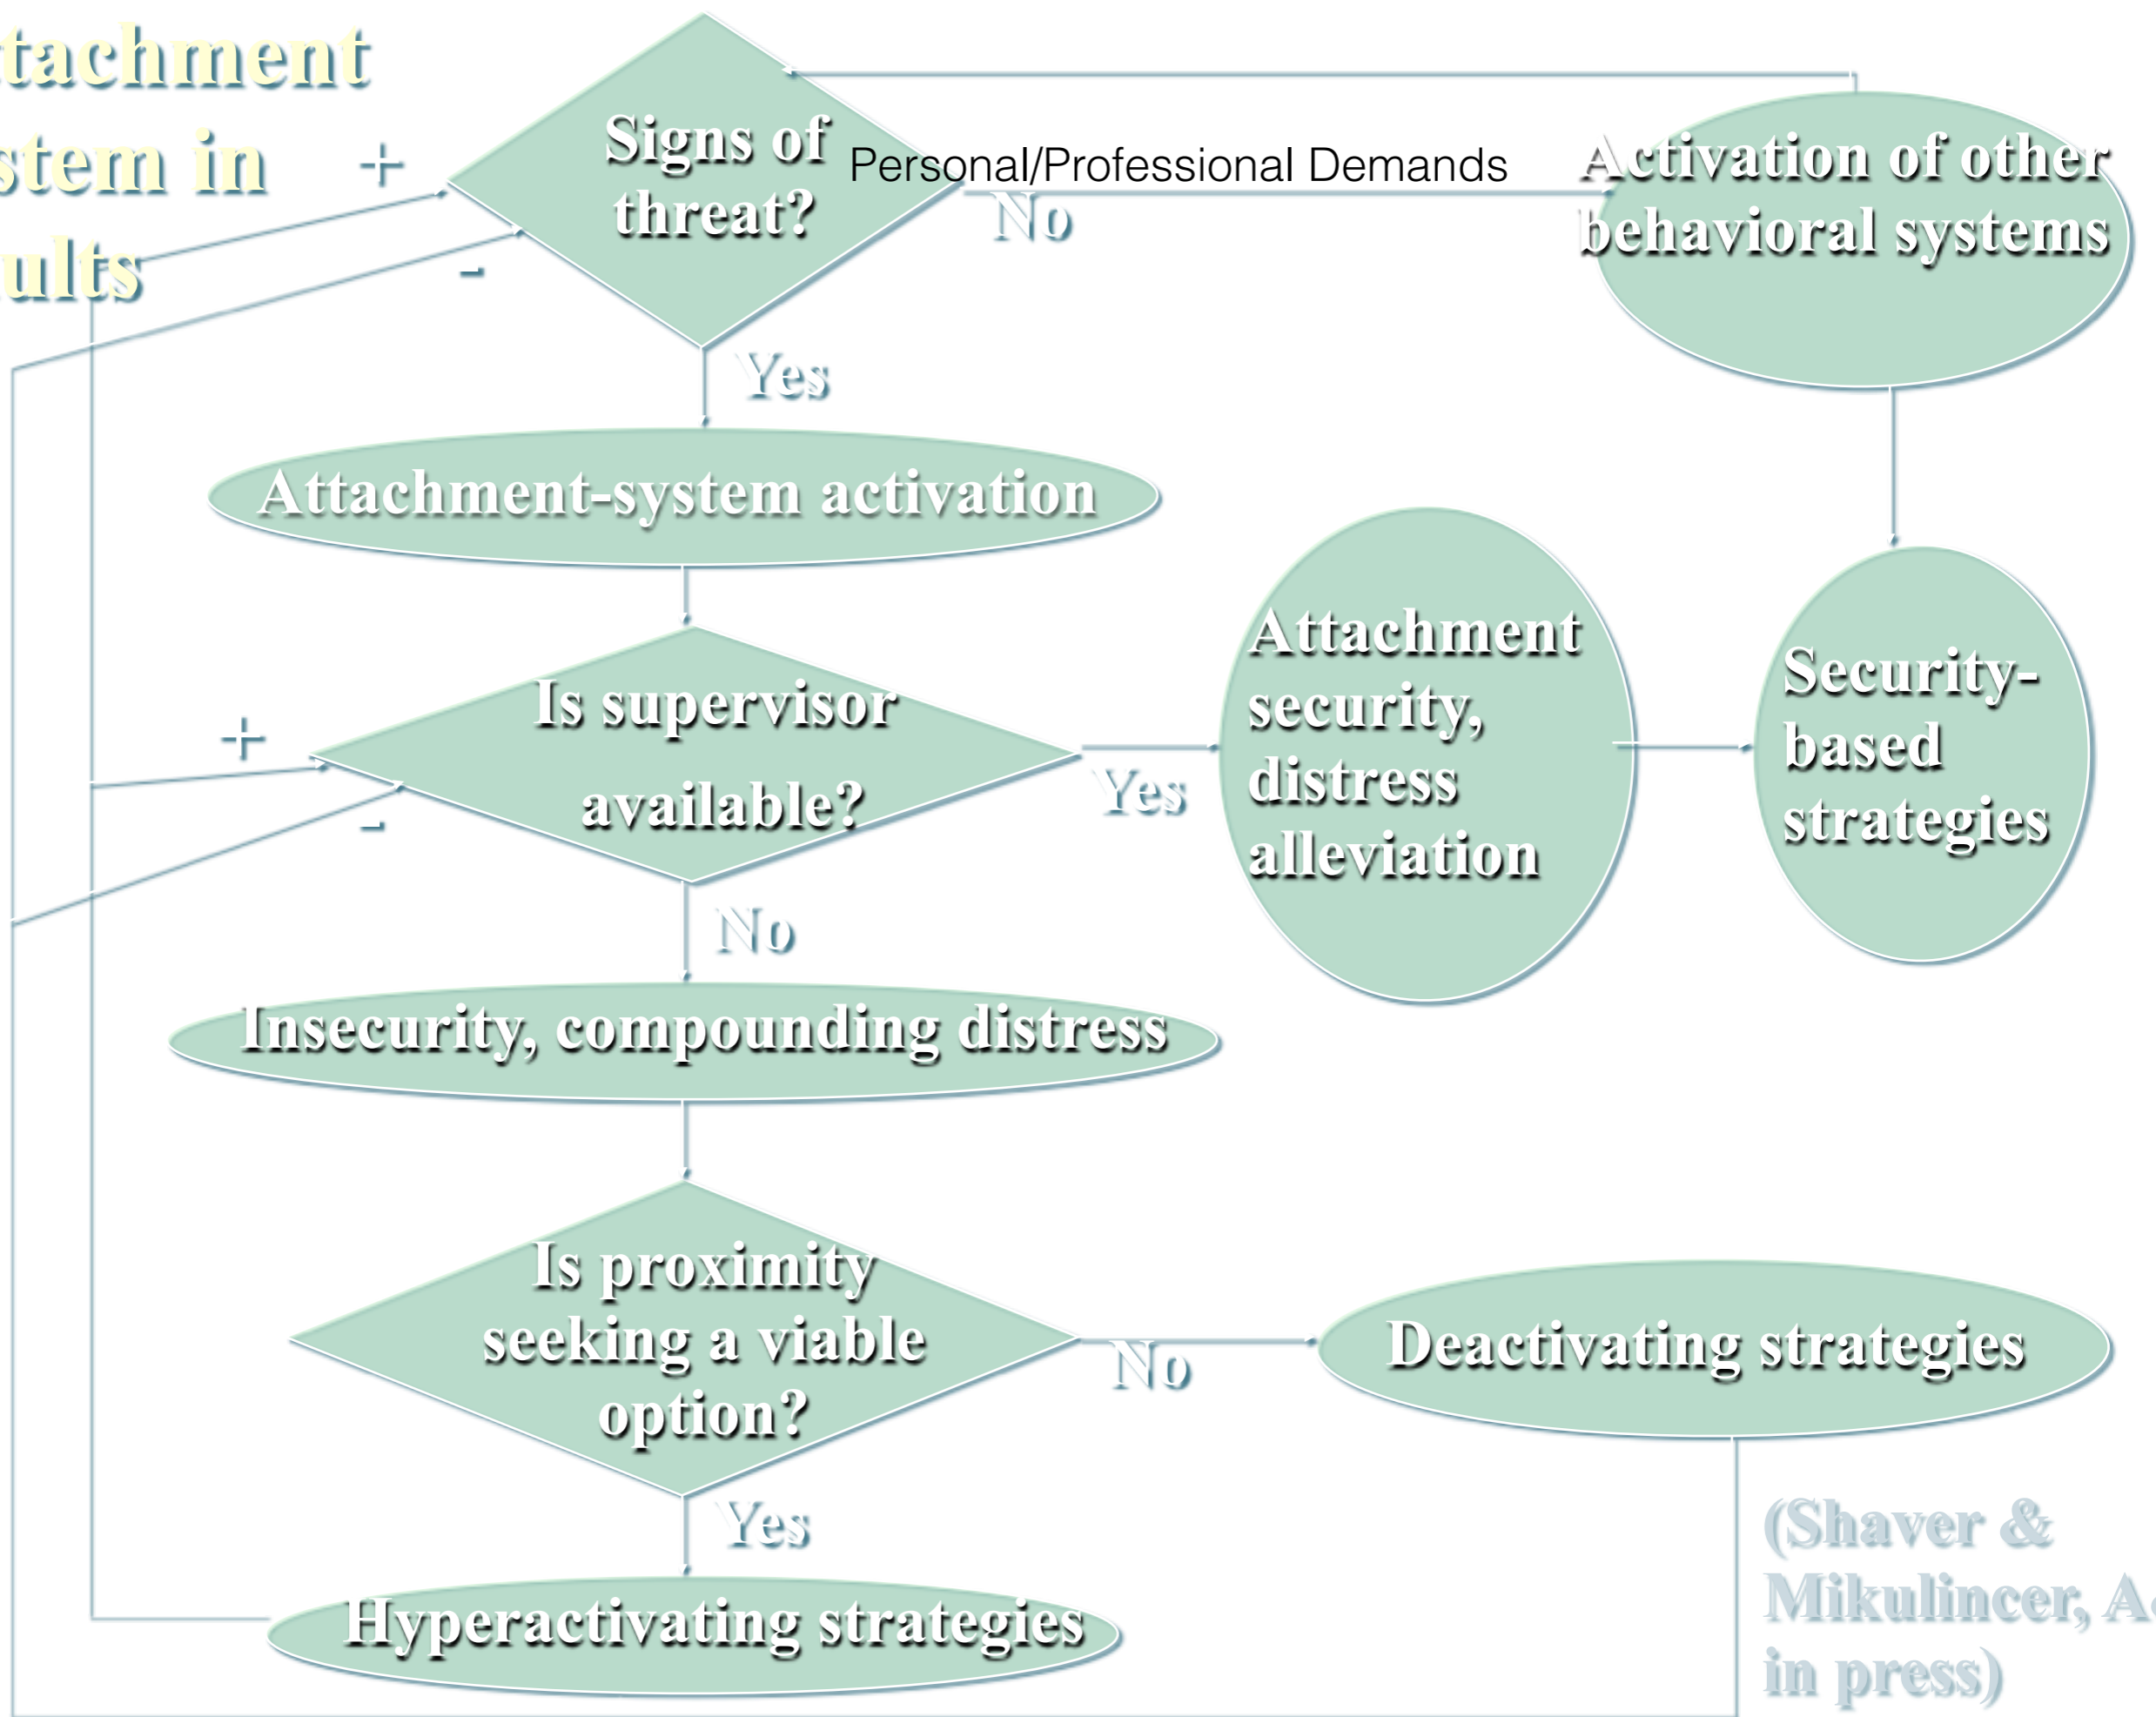 tachment
stem in
ults
+
-
Signs of
threat?
Personal/Professional Demands
No
Activation of other
behavioral systems
Yes
Attachment-system activation
+
-
Is supervisor
available?
Yes
Attachment
security,
distress
alleviation
Security-
based
strategies
No
Insecurity, compounding distress
Is proximity
seeking a viable
option?
No
Deactivating strategies
Yes
Hyperactivating strategies
(Shaver &
Mikulincer, A
in press)